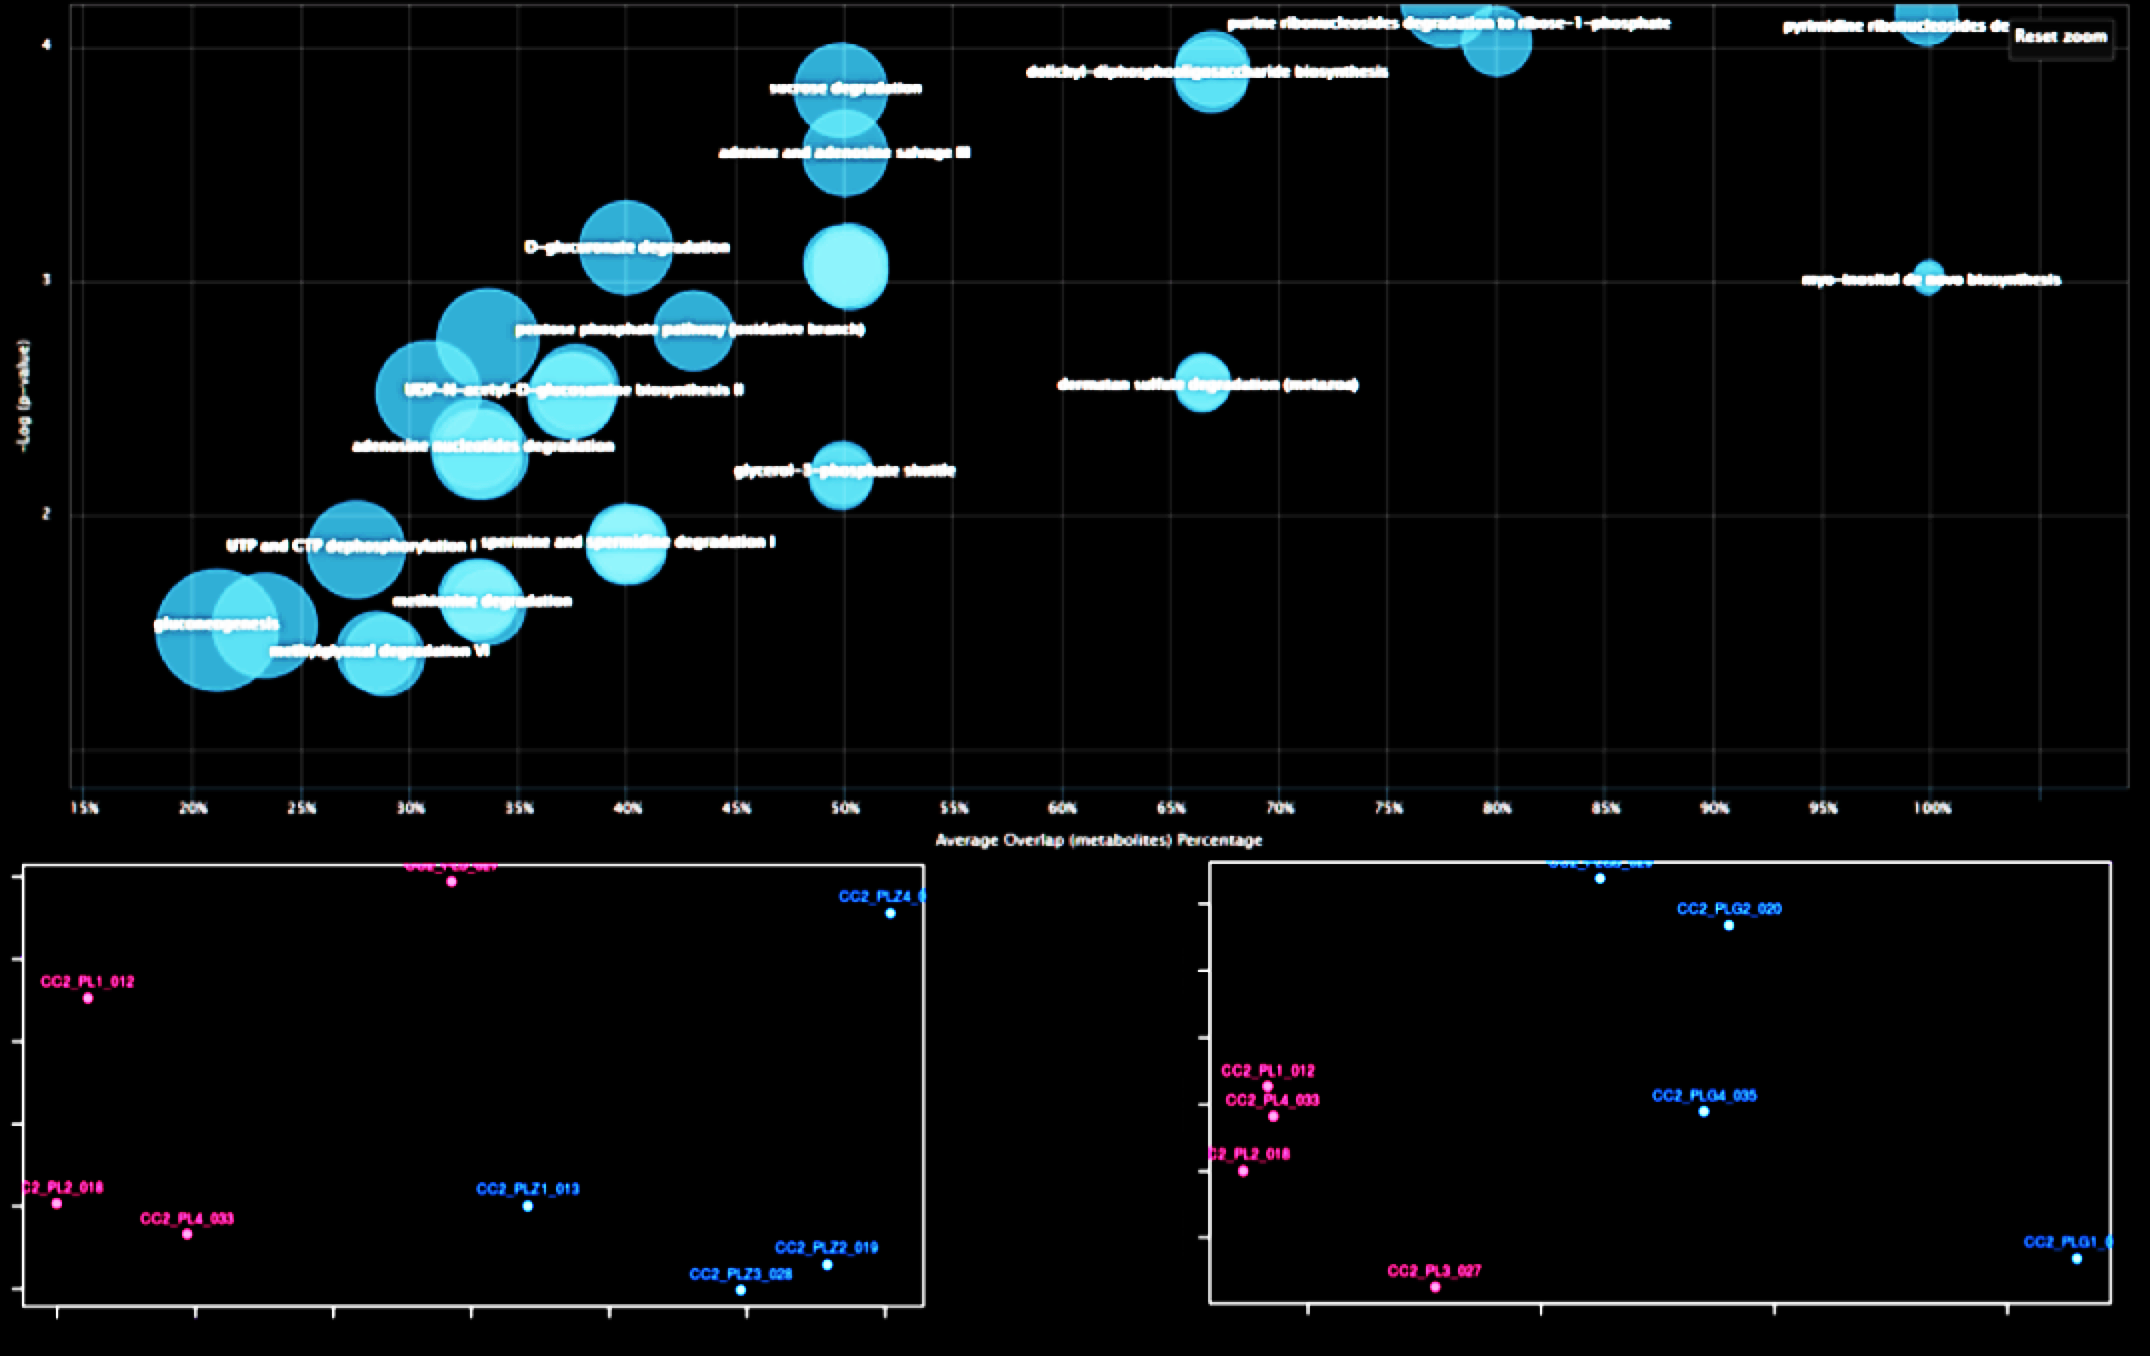 purine ribonucleosides degradation to ribose-1-phosphate
pyrimidine ribonucleosides de
Reset zoom
4
dolichyl-diphosphooligosaccharide biosynthesis
sucrose degradation
adenine and adenosine salvage III
D-glucuronate degradation
3
myo-inositol de novo biosynthesis
pentose phosphate pathway (oxidative branch)
UDP-N-acetyl-D-glucosamine biosynthesis II
dermatan sulfate degradation (metazoa)
-Log (p-value)
adenosine nucleotides degradation
glycerol-3-phosphate shuttle
2
UTP and CTP dephosphorylation I
spermine and spermidine degradation I
methionine degradation
gluconeogenesis
methylglyoxal degradation VI
15% 20% 25% 30% 35% 40% 45% 50% 55% 60% 65% 70% 75% 80% 85% 90% 95% 100%
Average Overlap (metabolites) Percentage
CC2_PLZ4_0
CC2_PL1_012
C2_PL2_018
CC2_PL4_033
CC2_PLZ1_013
CC2_PLZ2_019
CC2_PLZ3_028
CC2_PLG2_020
CC2_PL1_012
CC2_PL4_033
CC2_PLG4_035
C2_PL2_018
CC2_PLG1_0
CC2_PL3_027